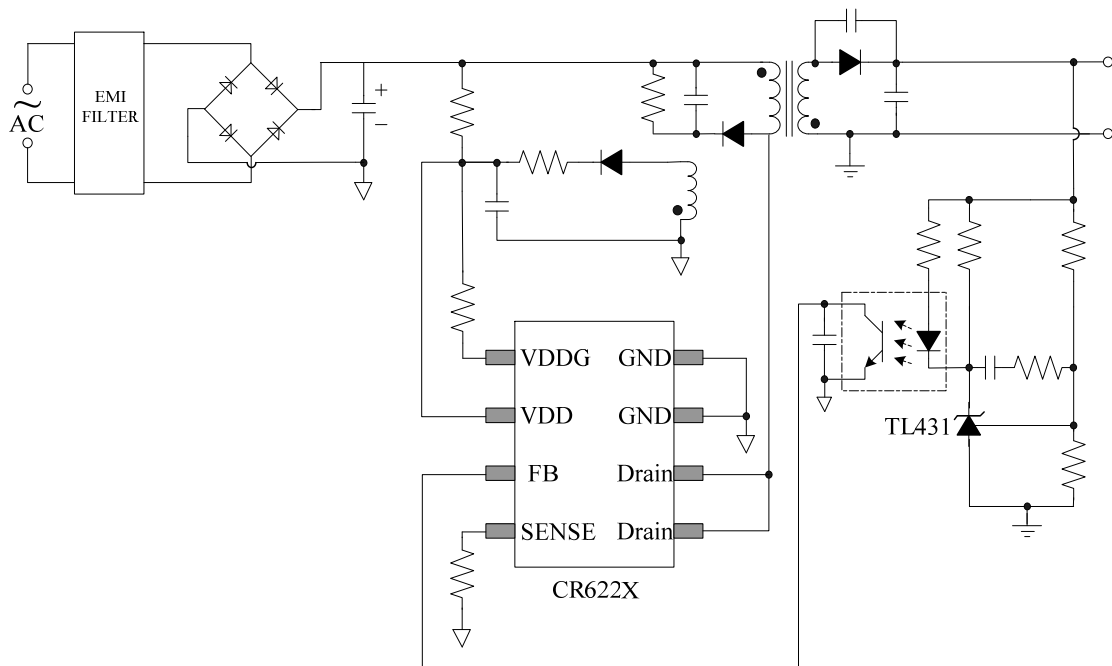 EMI
FILTER
~
AC
+
−
VDDG
GND
VDD
GND
FB
Drain
SENSE
Drain
CR622X
TL431